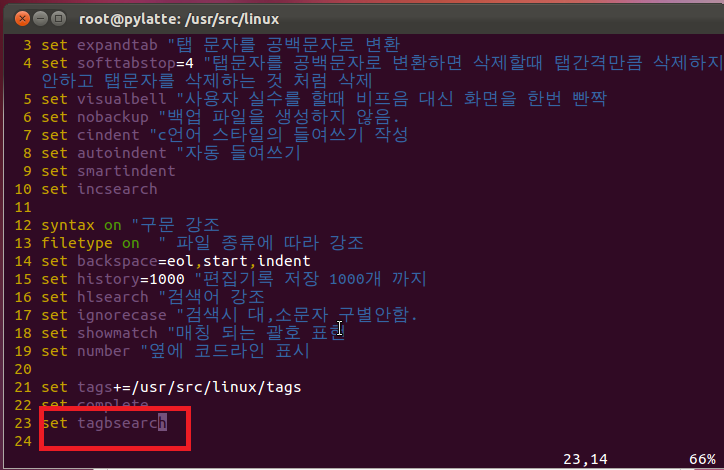 root@pylatte: /usr/src/linux
3 set expandtab "탭 문자를 공백문자로 변환
4 set softtabstop=4 "탭문자를 공백문자로 변환하면 삭제할때 탭간격만큼 삭제하지
안하고 탭문자를 삭제하는 것 처럼 삭제
5 set visualbell "사용자 실수를 할때 비프음 대신 화면을 한번 빤짝
6 set nobackup "백업 파일을 생성하지 않음.
7 set cindent "c언어 스타일의 들여쓰기 작성
8 set autoindent "자동 들여쓰기
9 set smartindent
10 set incsearch
11
12 syntax on "구문 강조
13 filetype on  " 파일 종류에 따라 강조
14 set backspace=eol,start,indent
15 set history=1000 "편집기록 저장 1000개 까지
16 set hlsearch "검색어 강조
17 set ignorecase "검색시 대,소문자 구별안함.
18 set showmatch "매칭 되는 괄호 표현
19 set number "옆에 코드라인 표시
20
21 set tags+=/usr/src/linux/tags
22 set complete
23 set tagbsearch
24
23,14 66%